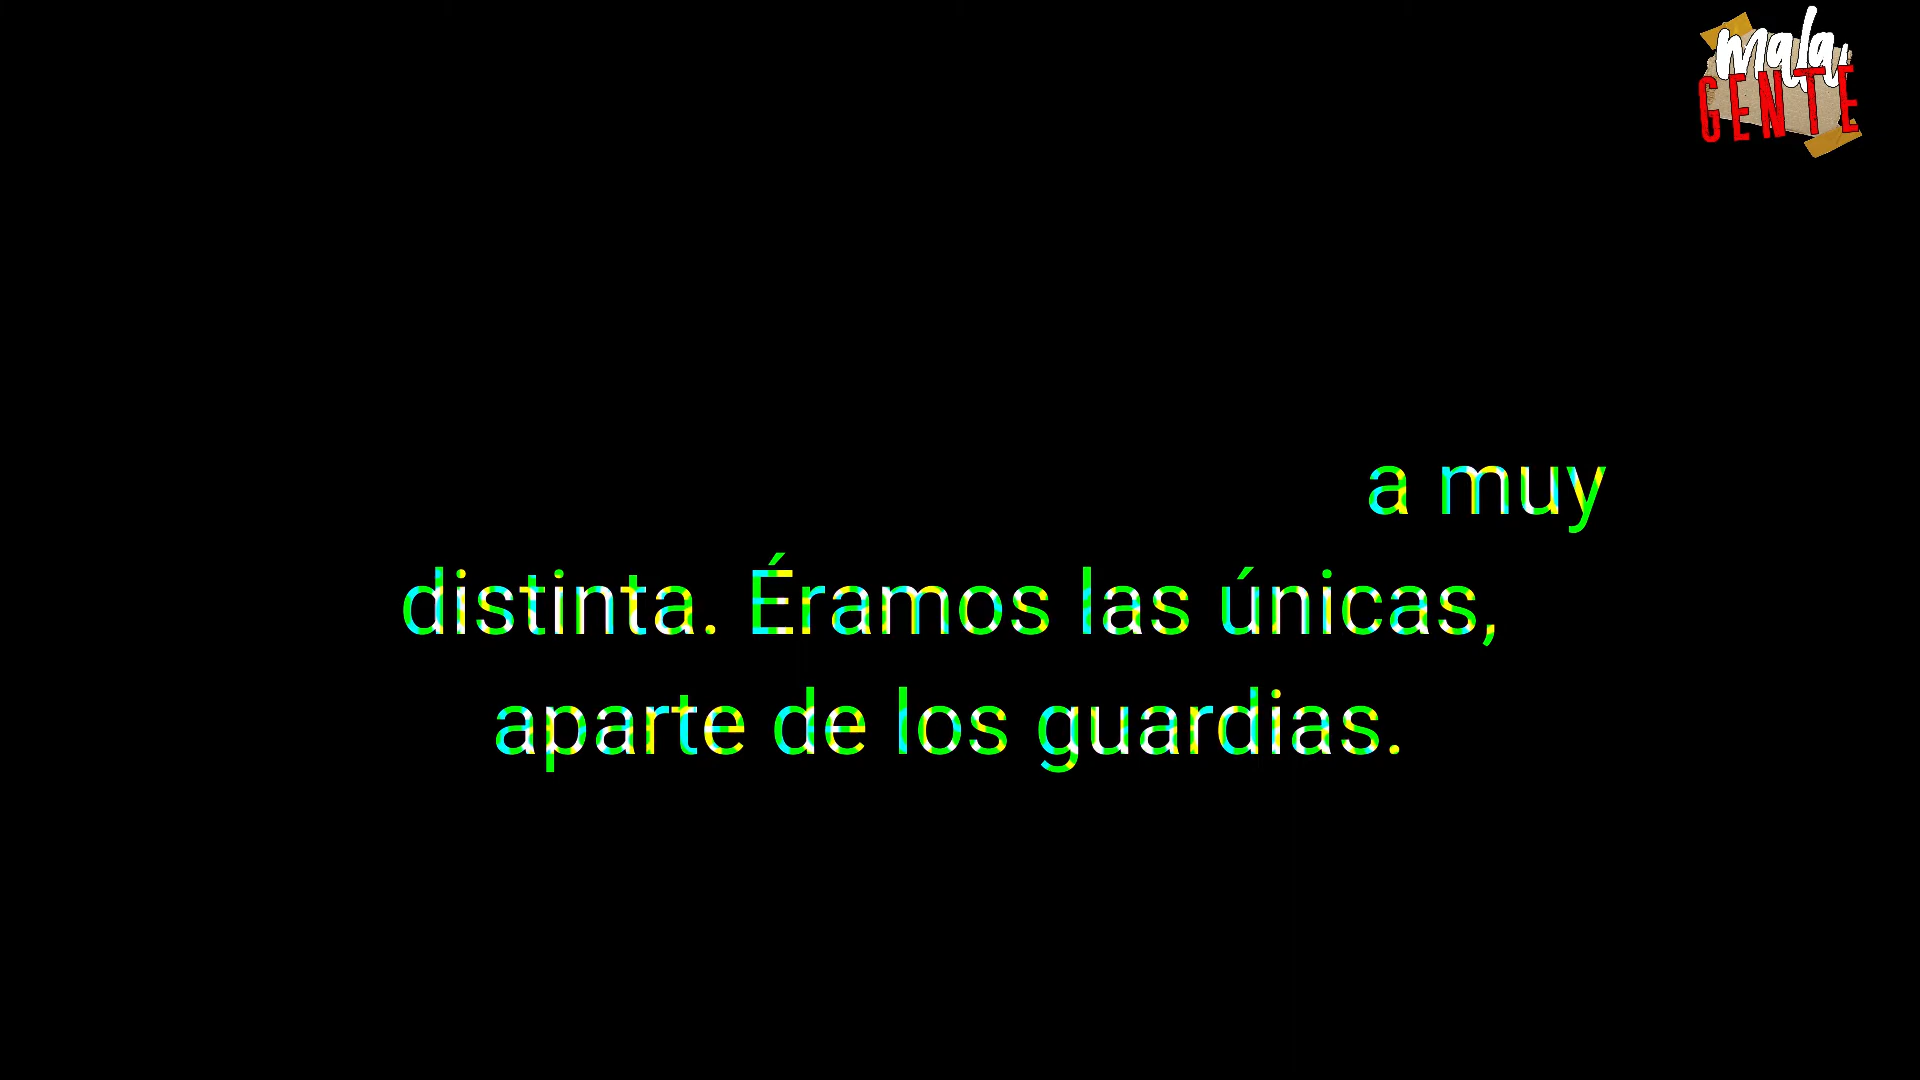 mala
GENTE
a muy
distinta. Éramos las únicas,
aparte de los guardias.